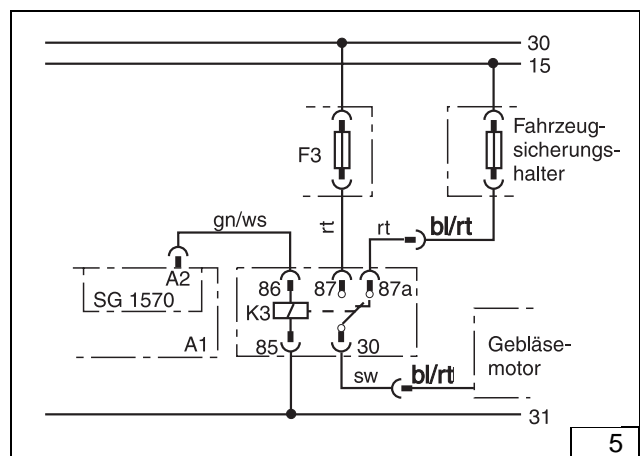 30
15
F3
Fahrzeug-
sicherungs-
halter
gn/ws
rt
rt
bl/rt
A2
SG 1570
A1
86
87
87a
K3
85
30
Gebläse-
motor
sw
bl/rt
31
5